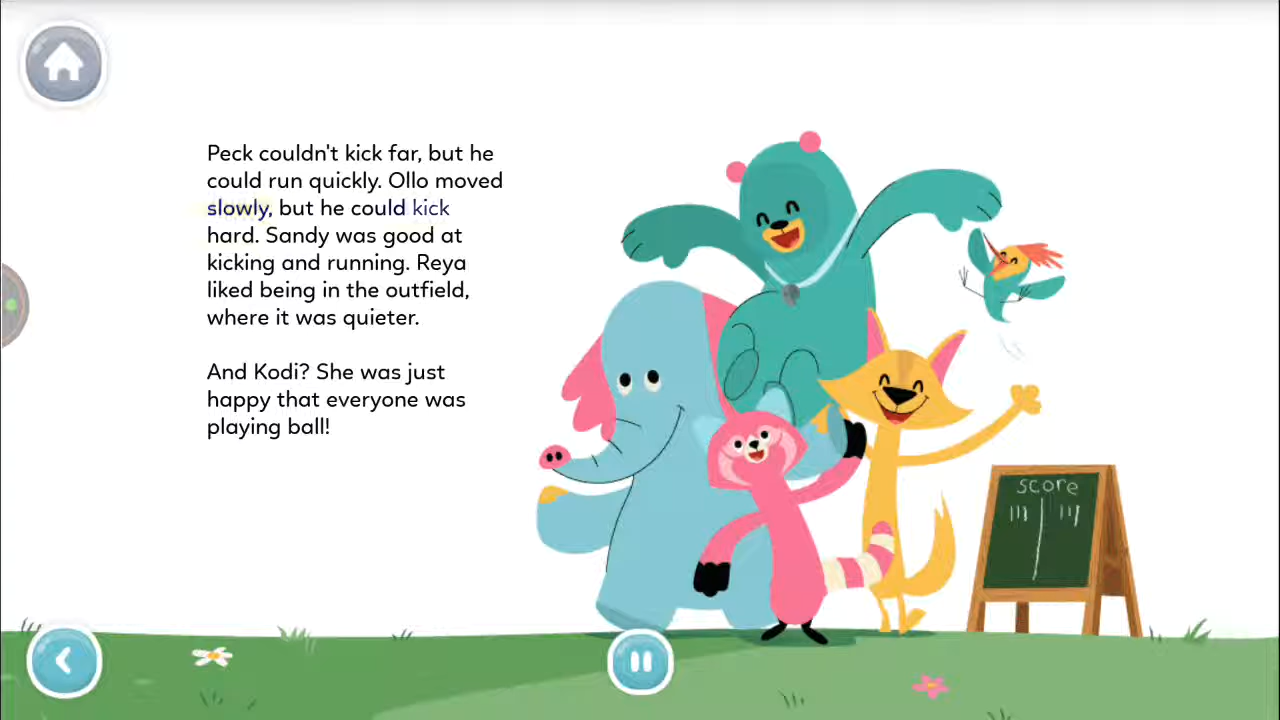 Peck couldn't kick far, but he
could run quickly. Ollo moved
slowly, but he could kick
hard. Sandy was good at
kicking and running. Reya
liked being in the outfield,
where it was quieter.
And Kodi? She was just
happy that everyone was
playing ball!
score